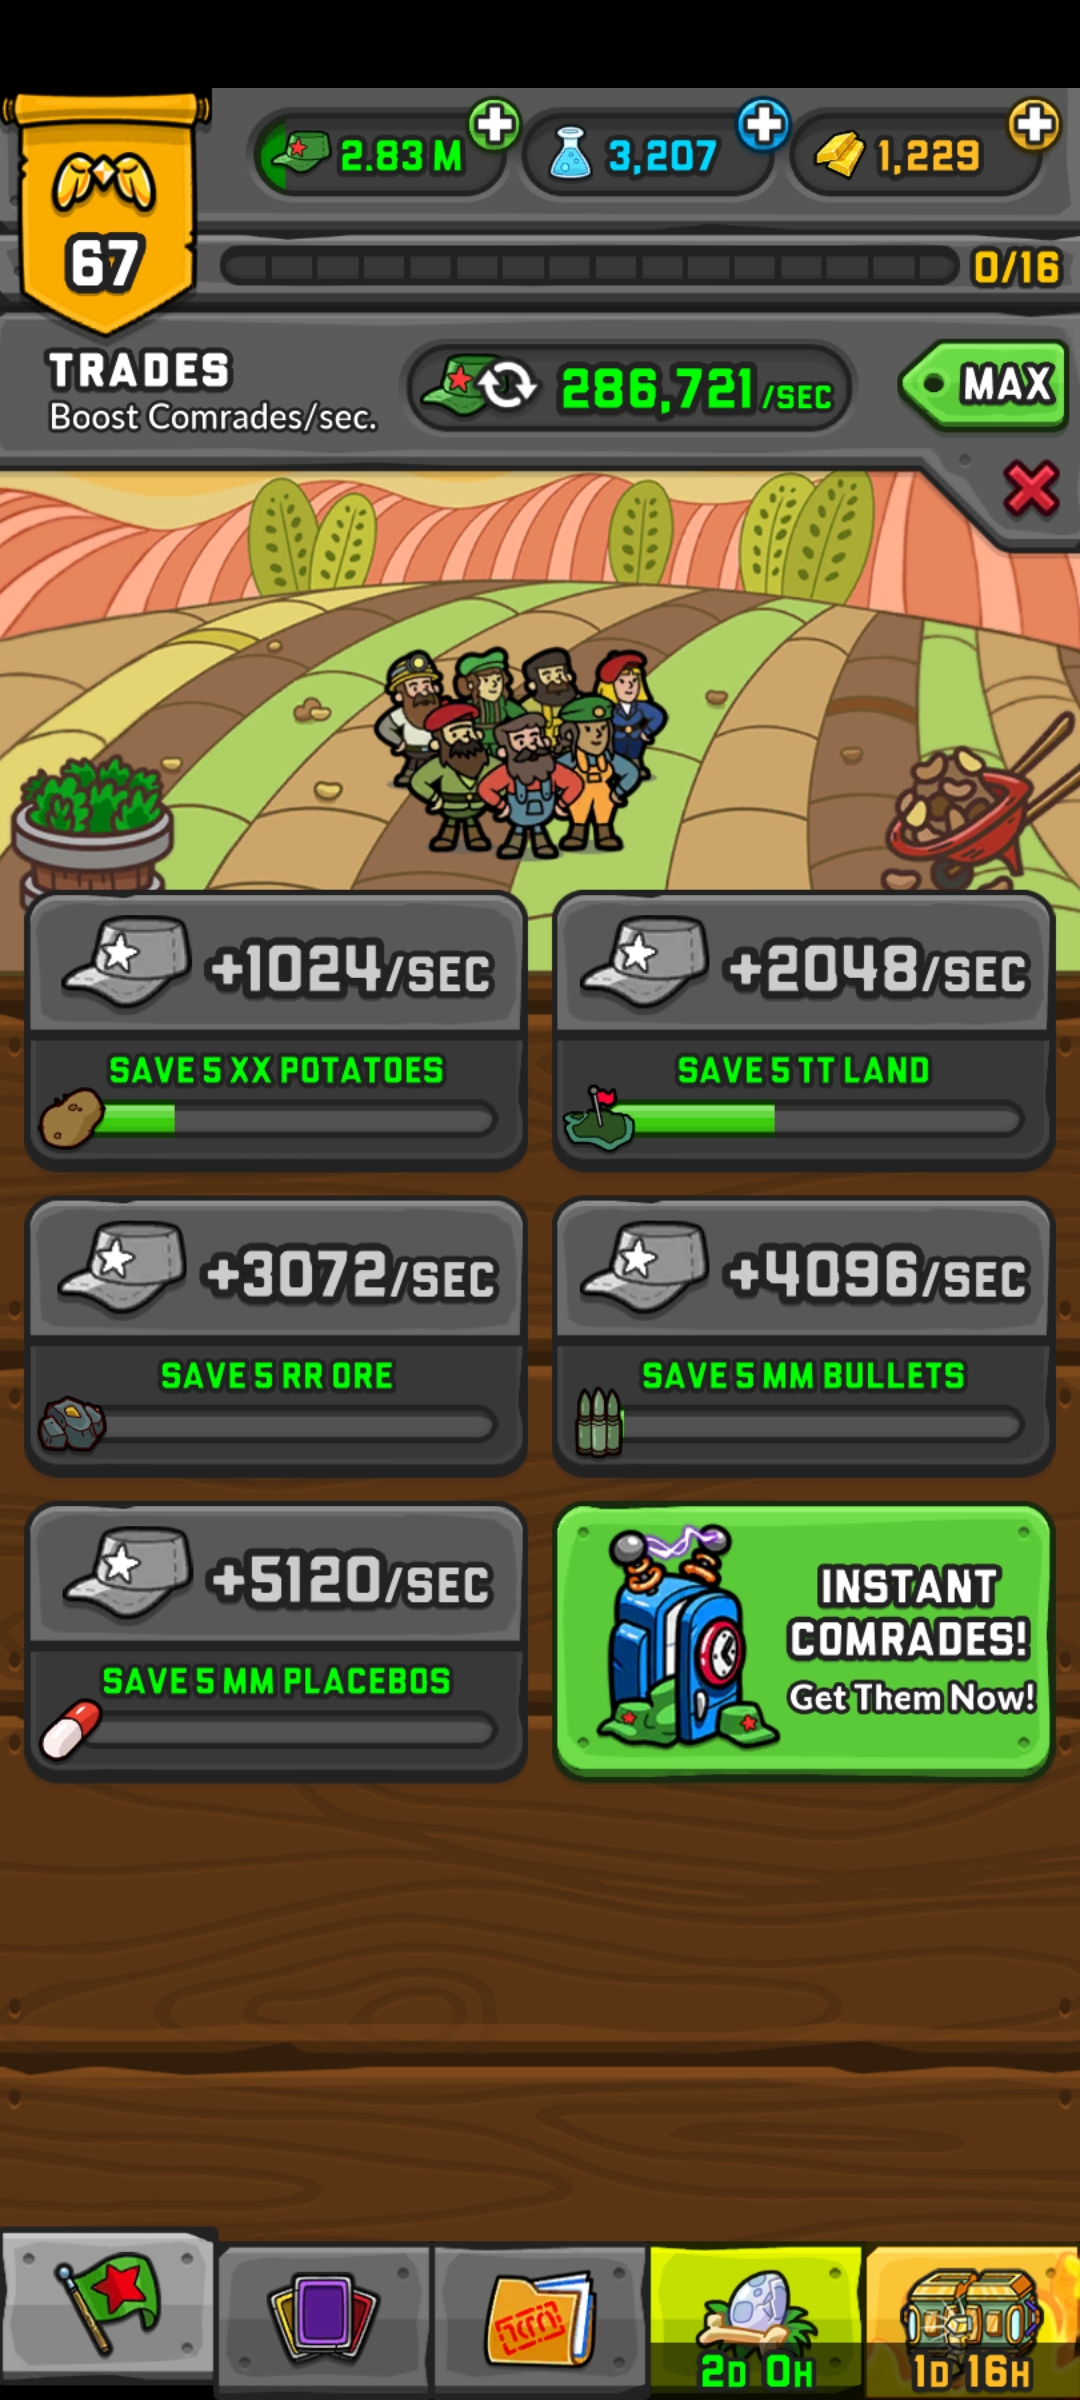 2.83 M
3,207
1,229
67
0/16
TRADES
Boost Comrades/sec.
286,721/SEC
MAX
+1024/SEC
+2048/SEC
SAVE 5 XX POTATOES
SAVE 5 TT LAND
+3072/SEC
+4096/SEC
SAVE 5 RR ORE
SAVE 5 MM BULLETS
+5120/SEC
SAVE 5 MM PLACEBOS
INSTANT
COMRADES!
Get Them Now!
2D 0H
1D 16H